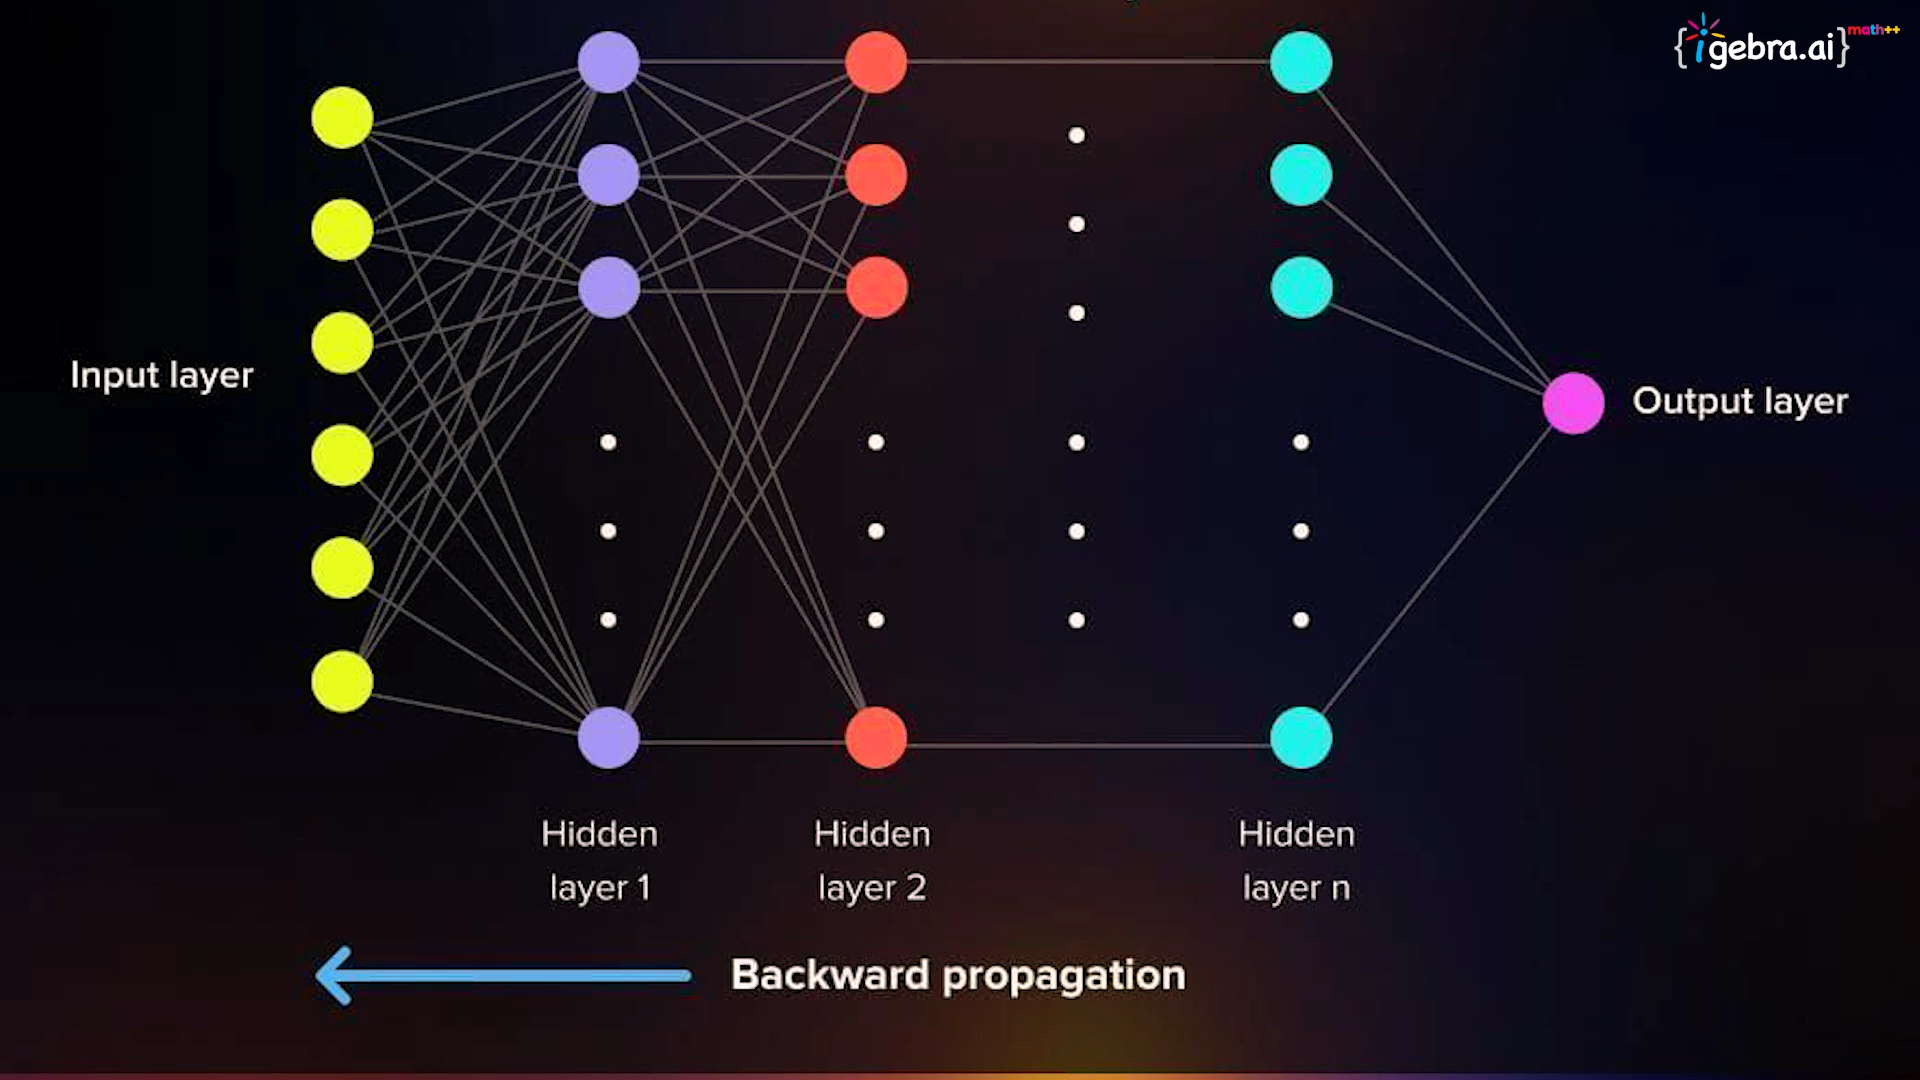 {igebra.ai} math++
Input layer
Output layer
Hidden
layer 1
Hidden
layer 2
Hidden
layer n
Backward propagation